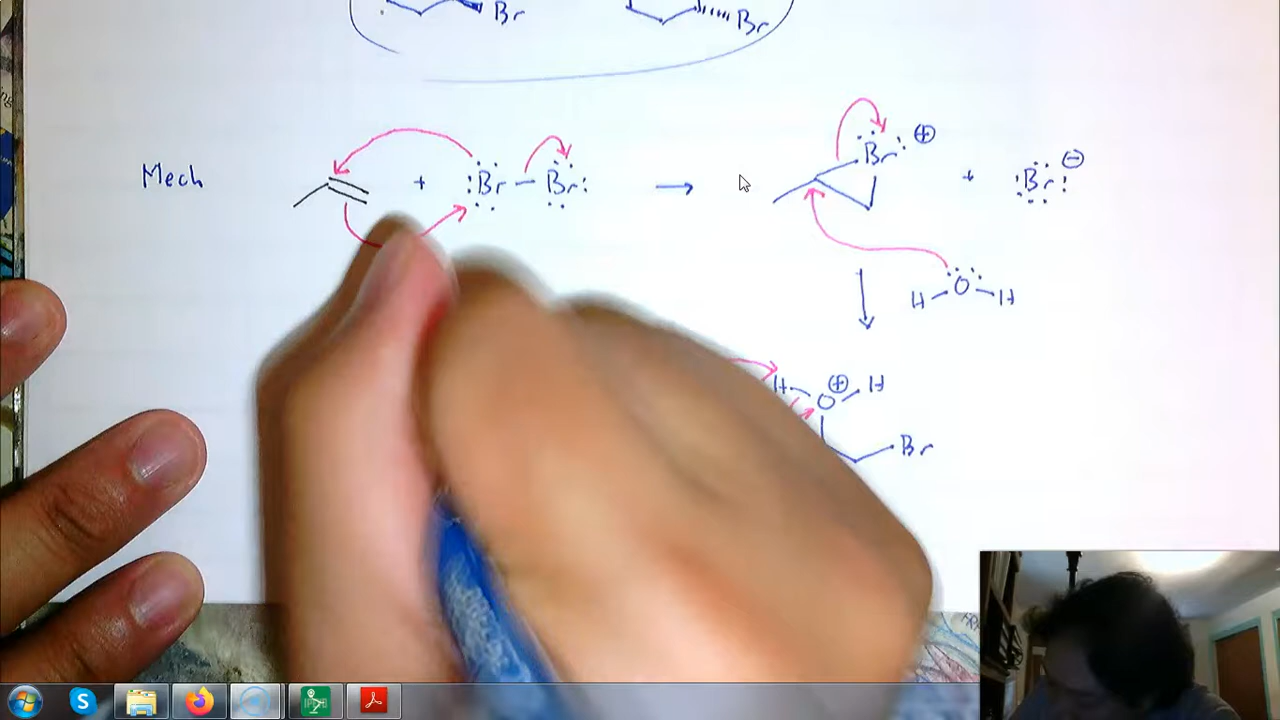 Br Br
Mech + :Br - Br: → Br ⊕ + :Br: ⊖
H O H
↓
H O ⊕ H
Br